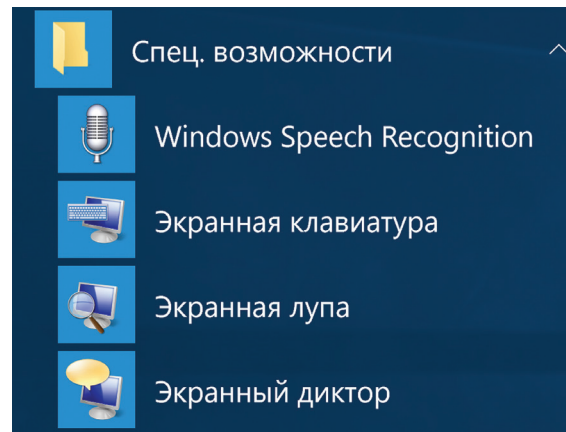 Спец. возможности
Windows Speech Recognition
Экранная клавиатура
Экранная лупа
Экранный диктор